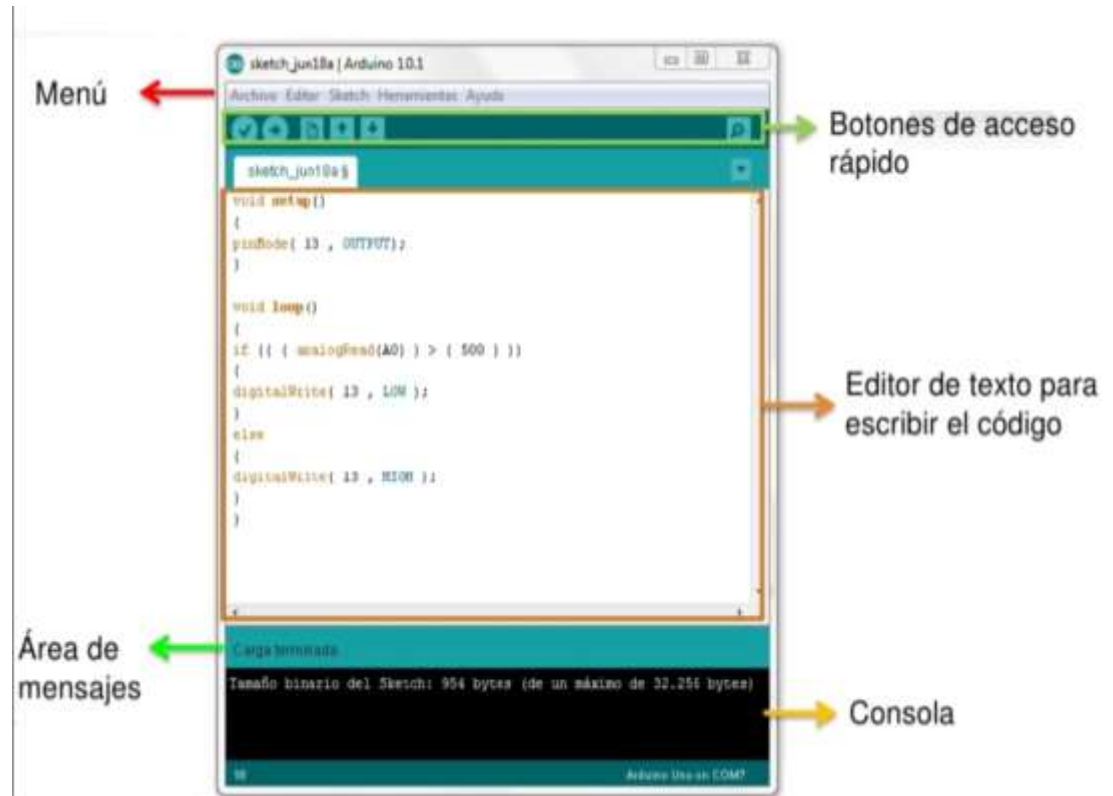 sketch_jun18a | Arduino 1.0.1
Menú
Archivo Editar Sketch Herramientas Ayuda
Botones de acceso
rápido
sketch_jun18a §
void setup()
{
pinMode( 13 , OUTPUT);
}
void loop()
{
if (( ( analogRead(A0) ) > ( 500 ) ))
{
digitalWrite( 13 , LOW );
}
else
{
digitalWrite( 13 , HIGH );
}
}
Editor de texto para
escribir el código
Área de
mensajes
Carga terminada.
Tamaño binario del Sketch: 954 bytes (de un máximo de 32.256 bytes)
Consola
Arduino Uno on COM7